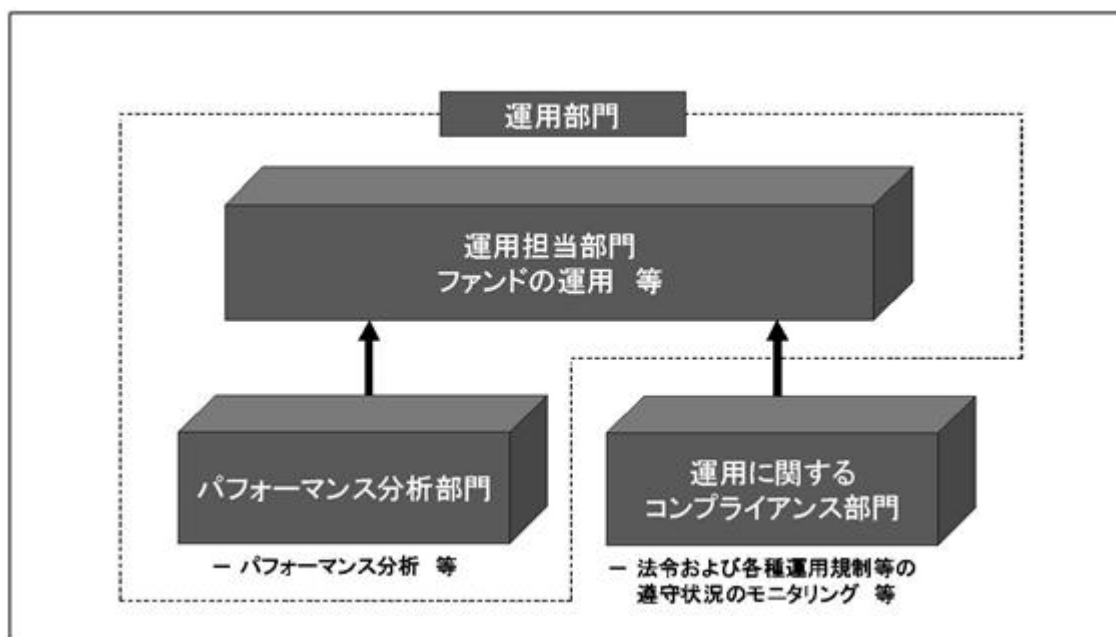 運用部門
運用担当部門
ファンドの運用　等
パフォーマンス分析部門
－ パフォーマンス分析　等
運用に関する
コンプライアンス部門
－ 法令および各種運用規制等の
遵守状況のモニタリング　等